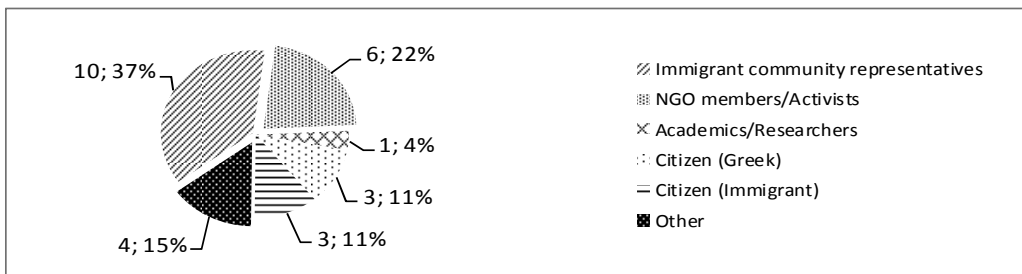 10; 37%
6; 22%
1; 4%
3; 11%
3; 11%
4; 15%
Immigrant community representatives
NGO members/Activists
Academics/Researchers
Citizen (Greek)
Citizen (Immigrant)
Other